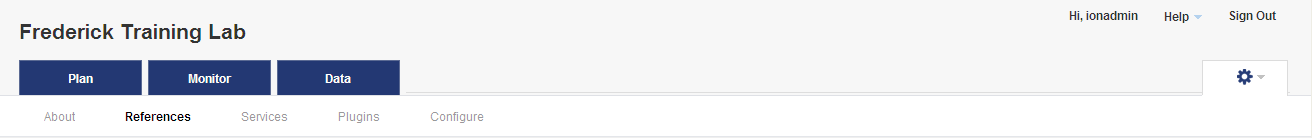 Hi, ionadmin Help Sign Out
Frederick Training Lab
Plan Monitor Data
About References Services Plugins Configure